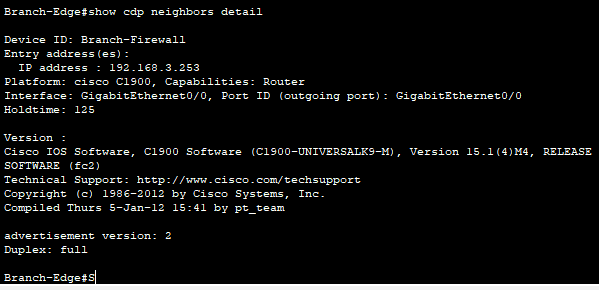 Branch-Edge#show cdp neighbors detail
Device ID: Branch-Firewall
Entry address(es):
IP address : 192.168.3.253
Platform: cisco C1900, Capabilities: Router
Interface: GigabitEthernet0/0, Port ID (outgoing port): GigabitEthernet0/0
Holdtime: 125
Version :
Cisco IOS Software, C1900 Software (C1900-UNIVERSALK9-M), Version 15.1(4)M4, RELEASE
SOFTWARE (fc2)
Technical Support: http://www.cisco.com/techsupport
Copyright (c) 1986-2012 by Cisco Systems, Inc.
Compiled Thurs 5-Jan-12 15:41 by pt_team
advertisement version: 2
Duplex: full
Branch-Edge#S